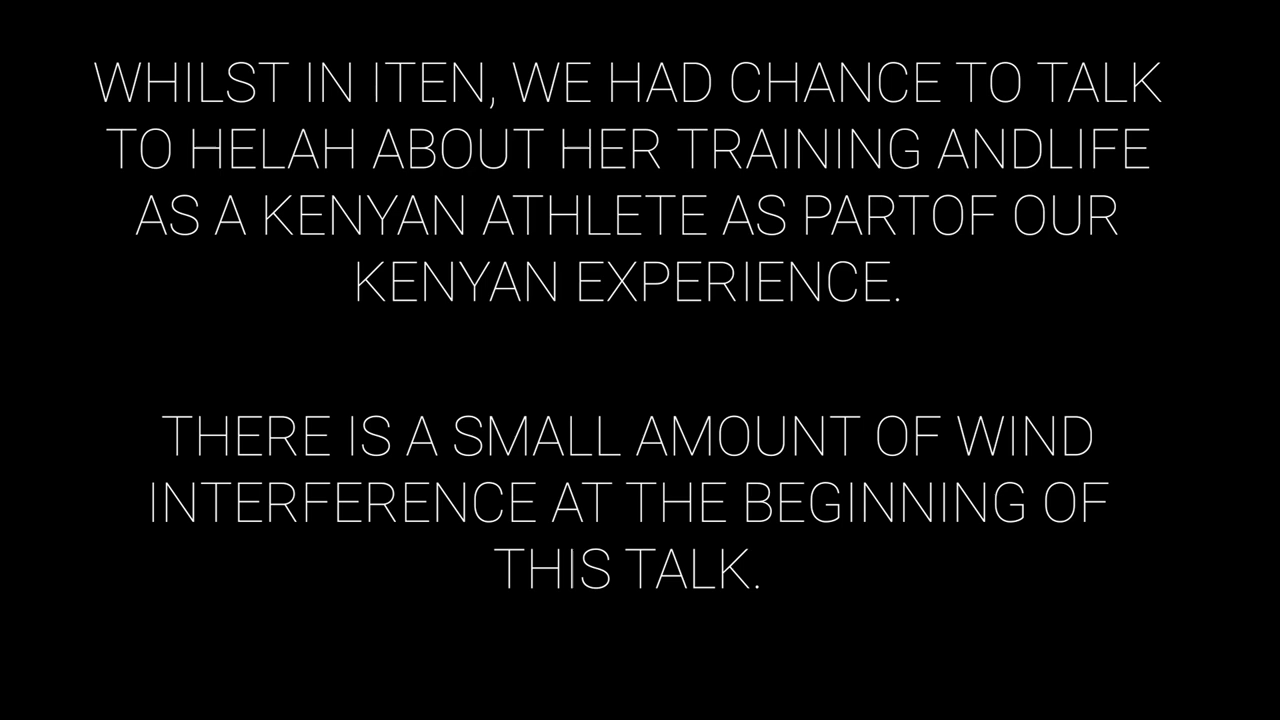 WHILST IN ITEN, WE HAD CHANCE TO TALK
TO HELAH ABOUT HER TRAINING ANDLIFE
AS A KENYAN ATHLETE AS PARTOF OUR
KENYAN EXPERIENCE.
THERE IS A SMALL AMOUNT OF WIND
INTERFERENCE AT THE BEGINNING OF
THIS TALK.